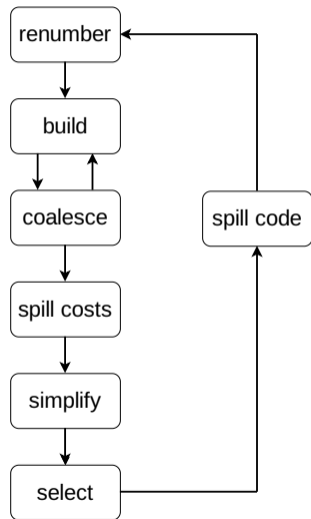 renumber
build
coalesce
spill code
spill costs
simplify
select